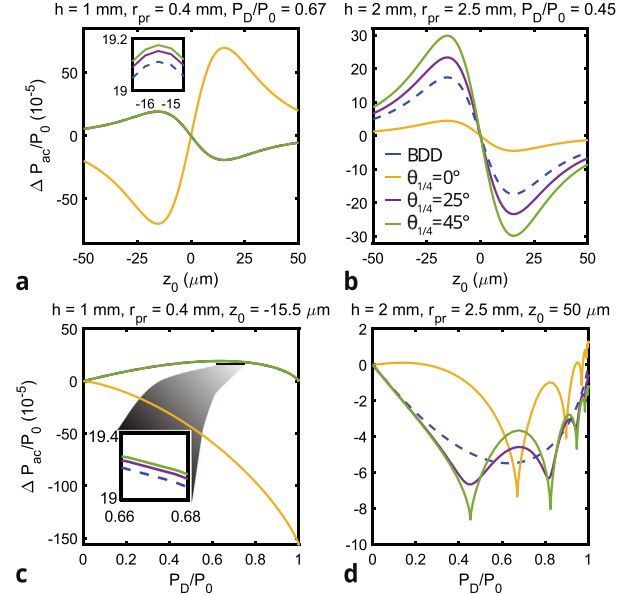 h = 1 mm, r_pr = 0.4 mm, P_D/P_0 = 0.67
Δ P_ac/P_0 (10^-5)
50
0
-50
19.2
19
-16 -15
-50 -25 0 25 50
z_0 (μm)
a
h = 2 mm, r_pr = 2.5 mm, P_D/P_0 = 0.45
30
20
10
0
-10
-20
-30
BDD
θ_1/4=0°
θ_1/4=25°
θ_1/4=45°
-50 -25 0 25 50
z_0 (μm)
b
h = 1 mm, r_pr = 0.4 mm, z_0 = -15.5 μm
Δ P_ac/P_0 (10^-5)
50
0
-50
-100
-150
19.4
19
0.66 0.68
0 0.2 0.4 0.6 0.8 1
P_D/P_0
c
h = 2 mm, r_pr = 2.5 mm, z_0 = 50 μm
2
0
-2
-4
-6
-8
-10
0 0.2 0.4 0.6 0.8 1
P_D/P_0
d